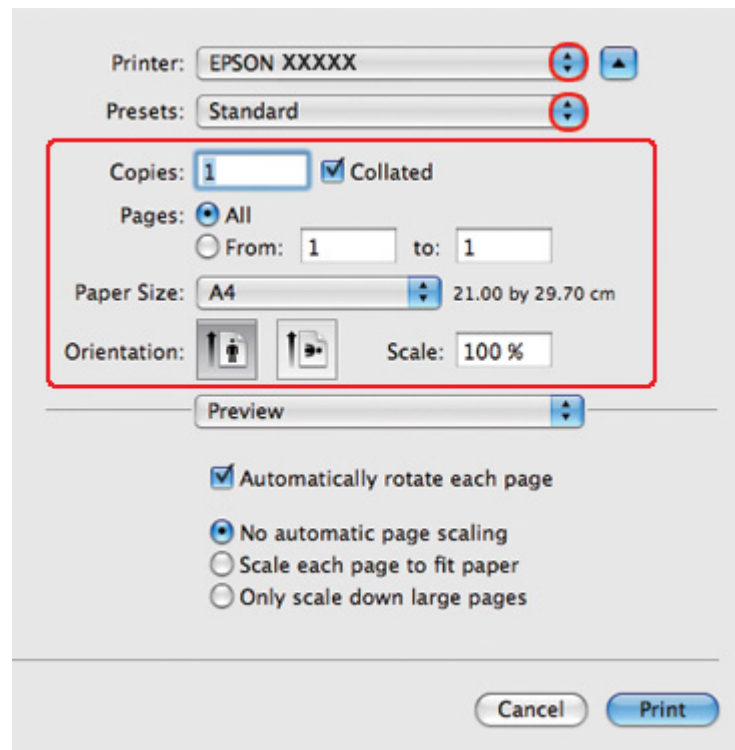 Printer: EPSON XXXXX
Presets: Standard
Copies: 1 Collated
Pages: All
From: 1 to: 1
Paper Size: A4 21.00 by 29.70 cm
Orientation: Scale: 100 %
Preview
Automatically rotate each page
No automatic page scaling
Scale each page to fit paper
Only scale down large pages
Cancel Print